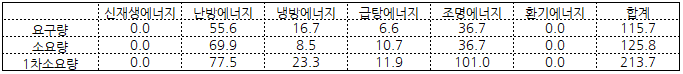 신재생에너지 난방에너지 냉방에너지 급탕에너지 조명에너지 환기에너지 합계
요구량 0.0 55.6 16.7 6.6 36.7 0.0 115.7
소요량 0.0 69.9 8.5 10.7 36.7 0.0 125.8
1차소요량 0.0 77.5 23.3 11.9 101.0 0.0 213.7